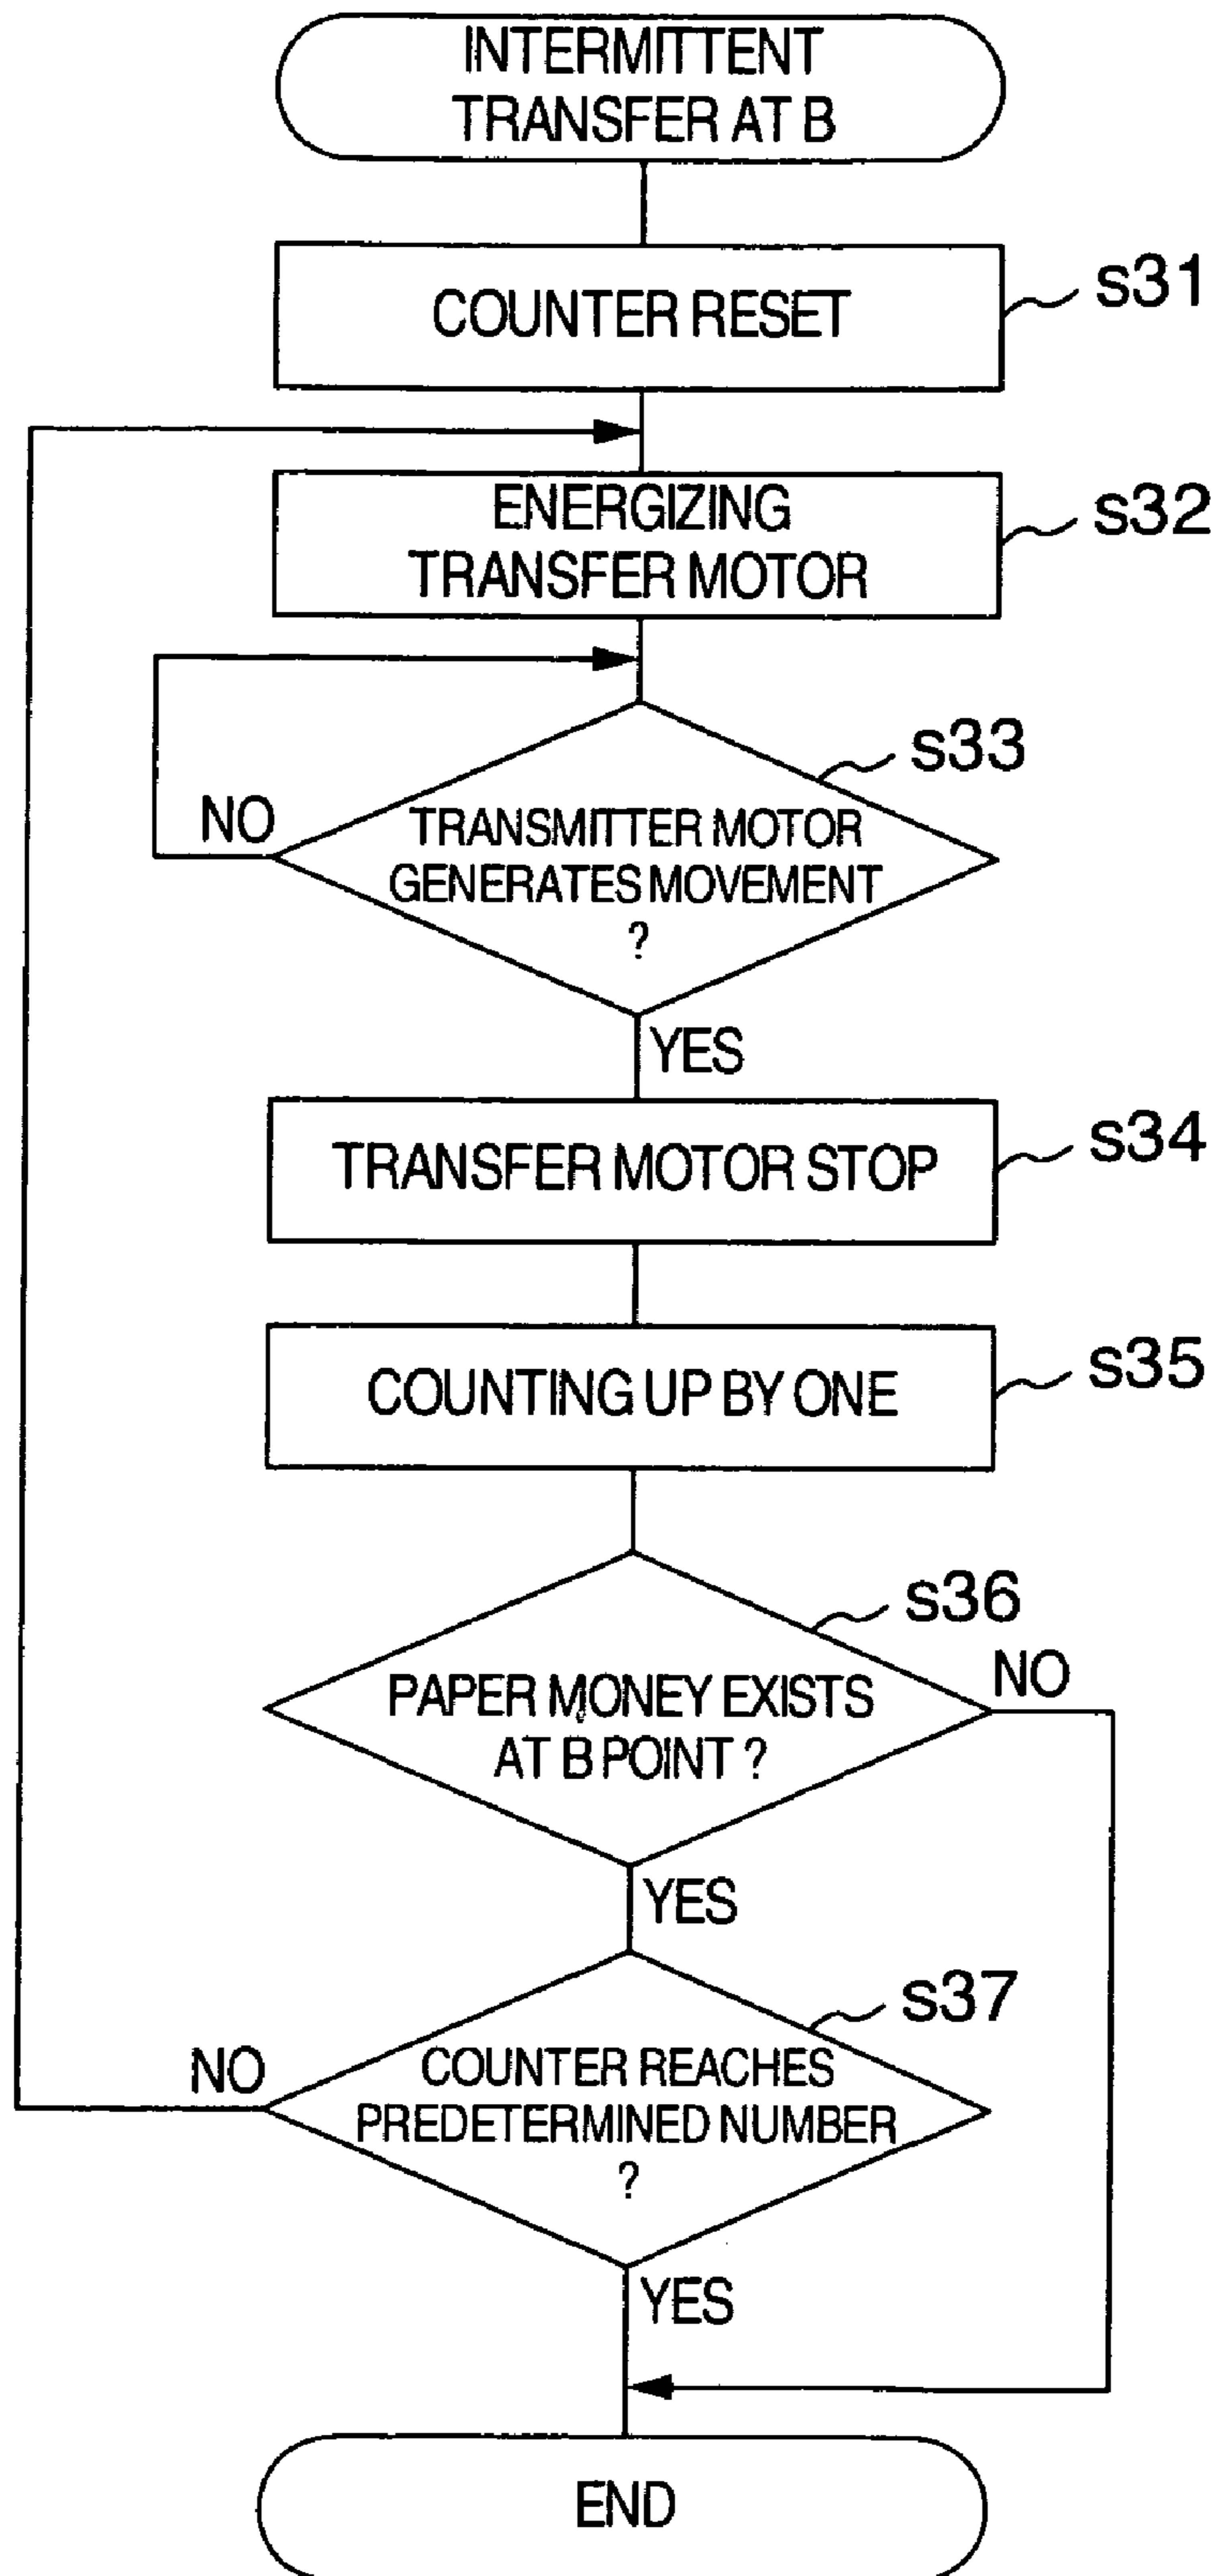 INTERMITTENT
TRANSFER AT B
COUNTER RESET
s31
ENERGIZING
TRANSFER MOTOR
s32
s33
NO
TRANSMITTER MOTOR
GENERATES MOVEMENT
?
YES
TRANSFER MOTOR STOP
s34
COUNTING UP BY ONE
s35
s36
NO
PAPER MONEY EXISTS
AT B POINT ?
YES
s37
NO
COUNTER REACHES
PREDETERMINED NUMBER
?
YES
END